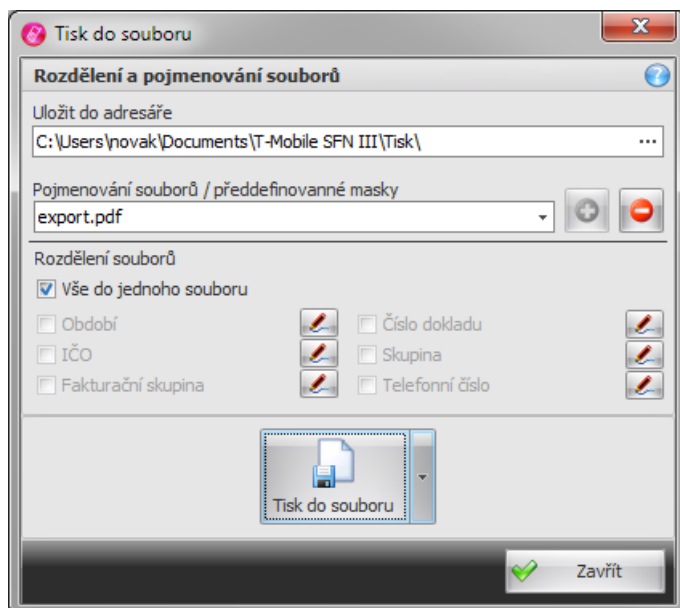 Tisk do souboru
Rozdělení a pojmenování souborů
Uložit do adresáře
C:\Users\novak\Documents\T-Mobile SFN III\Tisk\
Pojmenování souborů / předdefinovanné masky
export.pdf
Rozdělení souborů
Vše do jednoho souboru
Období Číslo dokladu
IČO Skupina
Fakturační skupina Telefonní číslo
Tisk do souboru
Zavřít